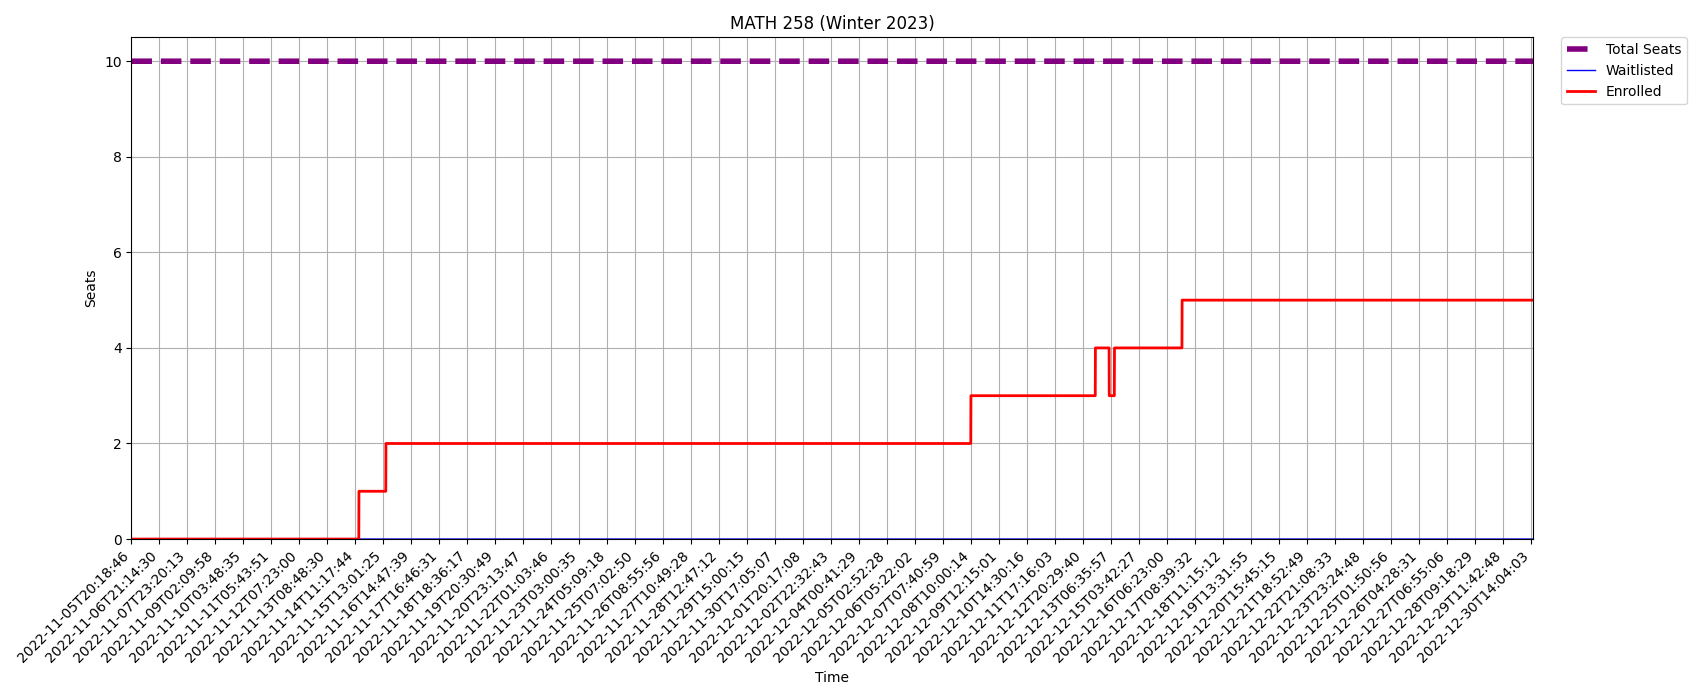 MATH 258 (Winter 2023)
Total Seats
Waitlisted
Enrolled
10
8
6
4
2
0
Seats
2022-11-05T20:18:46
2022-11-06T21:14:30
2022-11-07T23:20:13
2022-11-09T02:09:58
2022-11-10T03:48:35
2022-11-11T05:43:51
2022-11-12T07:23:00
2022-11-13T08:48:30
2022-11-14T11:17:44
2022-11-15T13:01:25
2022-11-16T14:47:39
2022-11-17T16:46:31
2022-11-18T18:36:17
2022-11-19T20:30:49
2022-11-20T23:13:47
2022-11-22T01:03:46
2022-11-23T03:00:35
2022-11-24T05:09:18
2022-11-25T07:02:50
2022-11-26T08:55:56
2022-11-27T10:49:28
2022-11-28T12:47:12
2022-11-29T15:00:15
2022-11-30T17:05:07
2022-12-01T20:17:08
2022-12-02T22:32:43
2022-12-04T00:41:29
2022-12-05T02:52:28
2022-12-06T05:22:02
2022-12-07T07:40:59
2022-12-08T10:00:14
2022-12-09T12:15:01
2022-12-10T14:30:16
2022-12-11T17:16:03
2022-12-12T20:29:40
2022-12-13T06:35:57
2022-12-15T03:42:27
2022-12-16T06:23:00
2022-12-17T08:39:32
2022-12-18T11:15:12
2022-12-19T13:31:55
2022-12-20T15:45:15
2022-12-21T18:52:49
2022-12-22T21:08:33
2022-12-23T23:24:48
2022-12-25T01:50:56
2022-12-26T04:28:31
2022-12-27T06:55:06
2022-12-28T09:18:29
2022-12-29T11:42:48
2022-12-30T14:04:03
Time